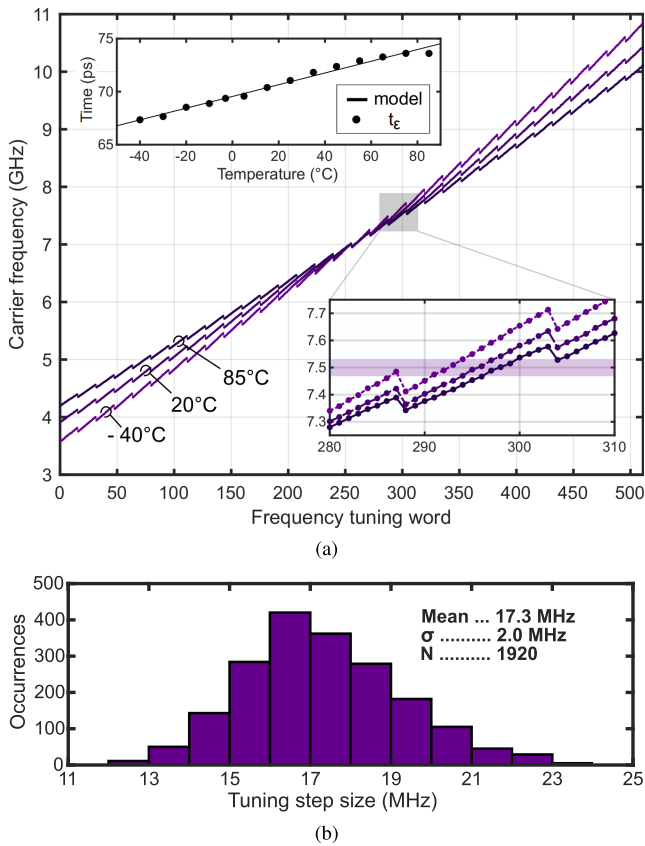 11
10
9
8
7
6
5
4
3
Carrier frequency (GHz)
0 50 100 150 200 250 300 350 400 450 500
Frequency tuning word
75
70
65
Time (ps)
-40 -20 0 20 40 60 80
Temperature (°C)
model
tε
85°C
20°C
- 40°C
7.7
7.6
7.5
7.4
7.3
280 290 300 310
(a)
500
400
300
200
100
0
Occurrences
Mean ... 17.3 MHz
σ .......... 2.0 MHz
N .......... 1920
11 13 15 17 19 21 23 25
Tuning step size (MHz)
(b)